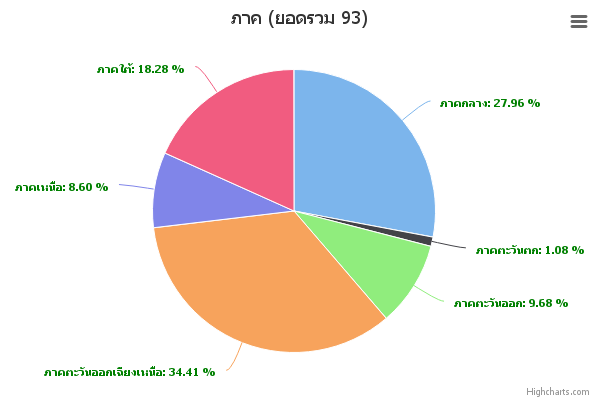 ภาค (ยอดรวม 93)
ภาคใต้: 18.28 %
ภาคกลาง: 27.96 %
ภาคเหนือ: 8.60 %
ภาคตะวันตก: 1.08 %
ภาคตะวันออก: 9.68 %
ภาคตะวันออกเฉียงเหนือ: 34.41 %
Highcharts.com